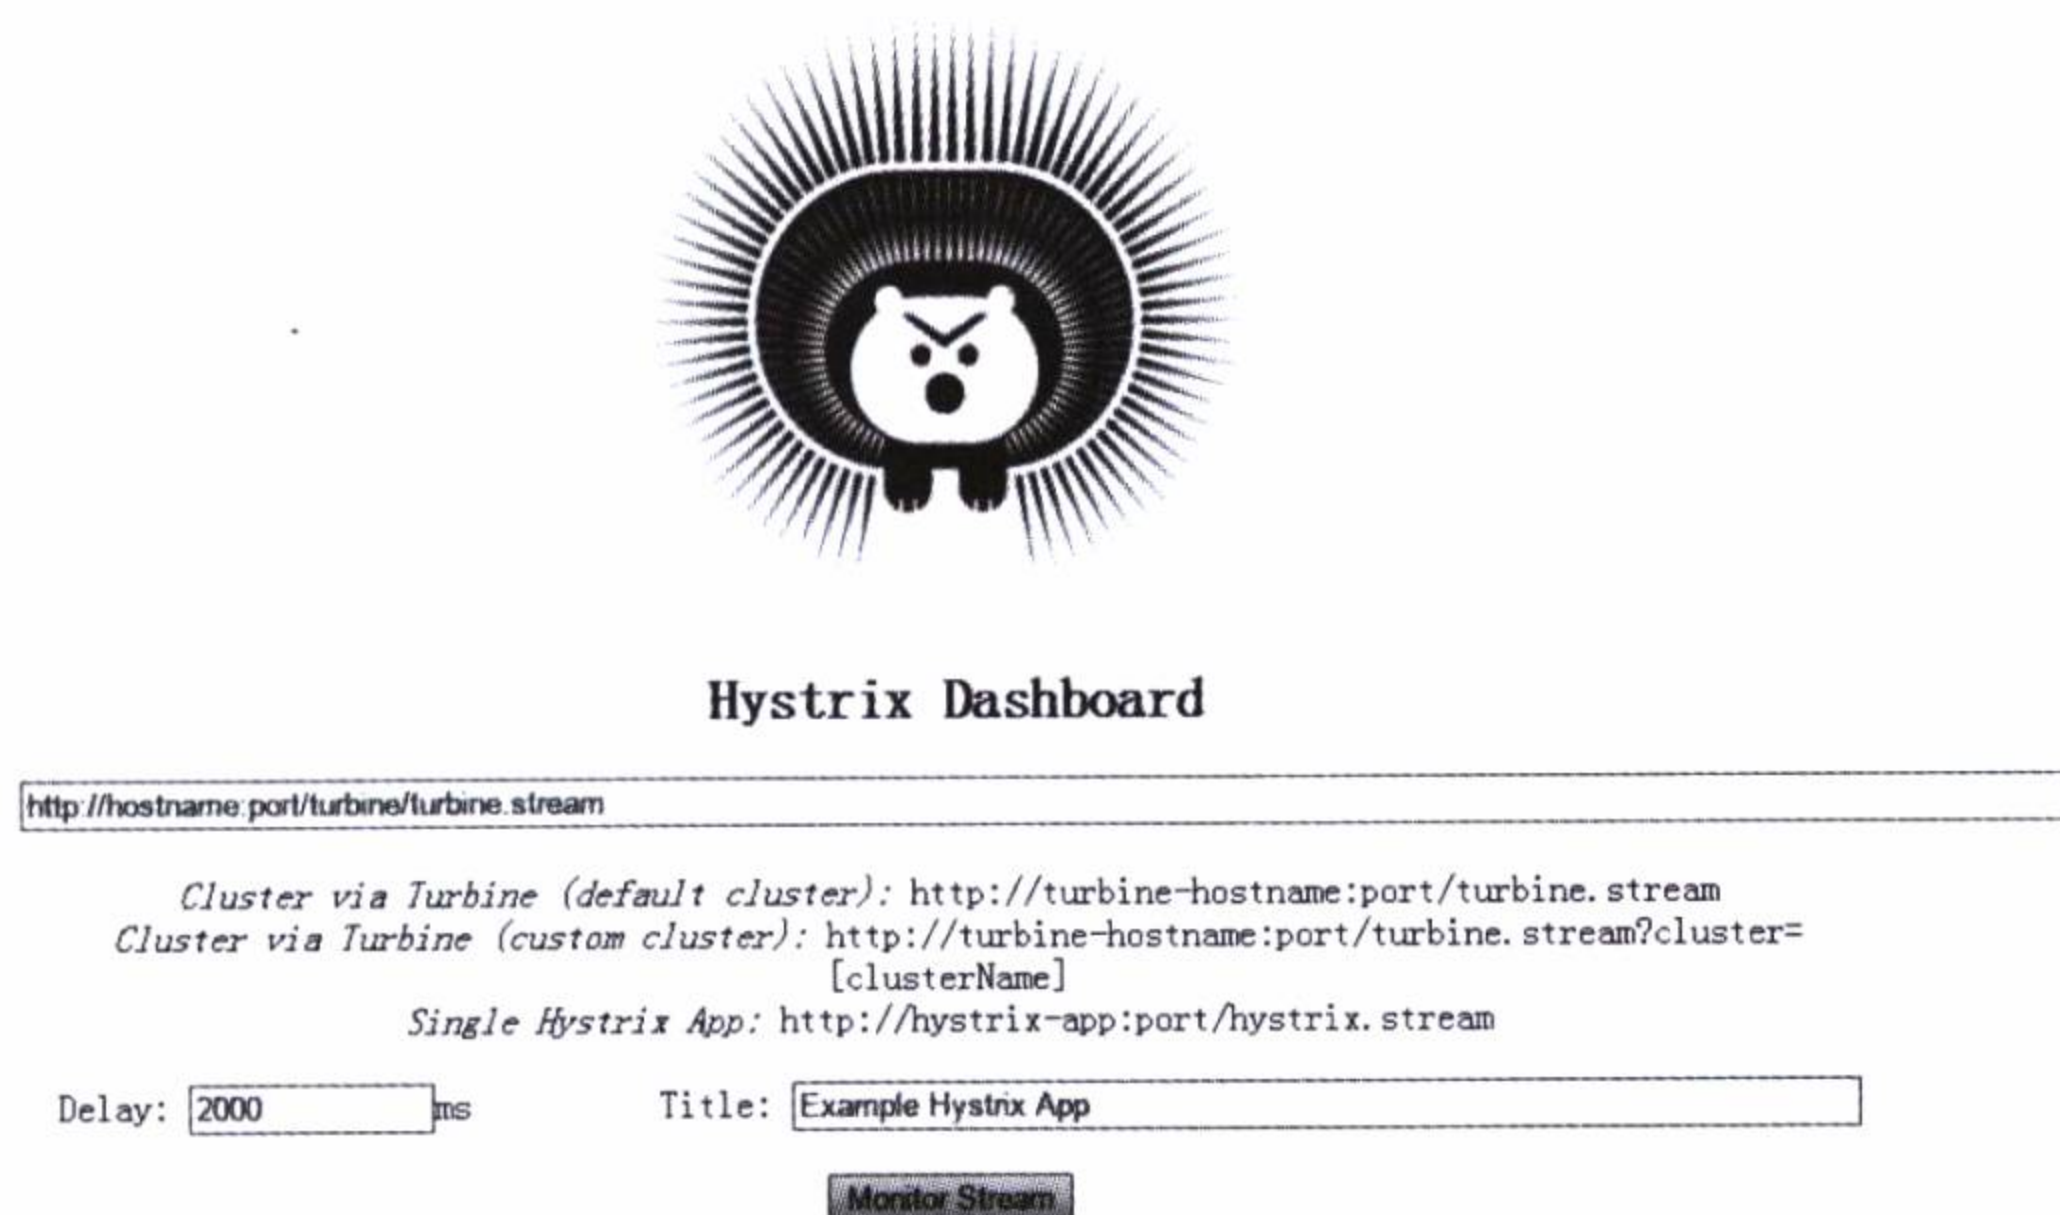 Hystrix Dashboard
http://hostname:port/turbine/turbine.stream
Cluster via Turbine (default cluster): http://turbine-hostname:port/turbine.stream
Cluster via Turbine (custom cluster): http://turbine-hostname:port/turbine.stream?cluster=
[clusterName]
Single Hystrix App: http://hystrix-app:port/hystrix.stream
Delay: 2000 ms Title: Example Hystrix App
Monitor Stream